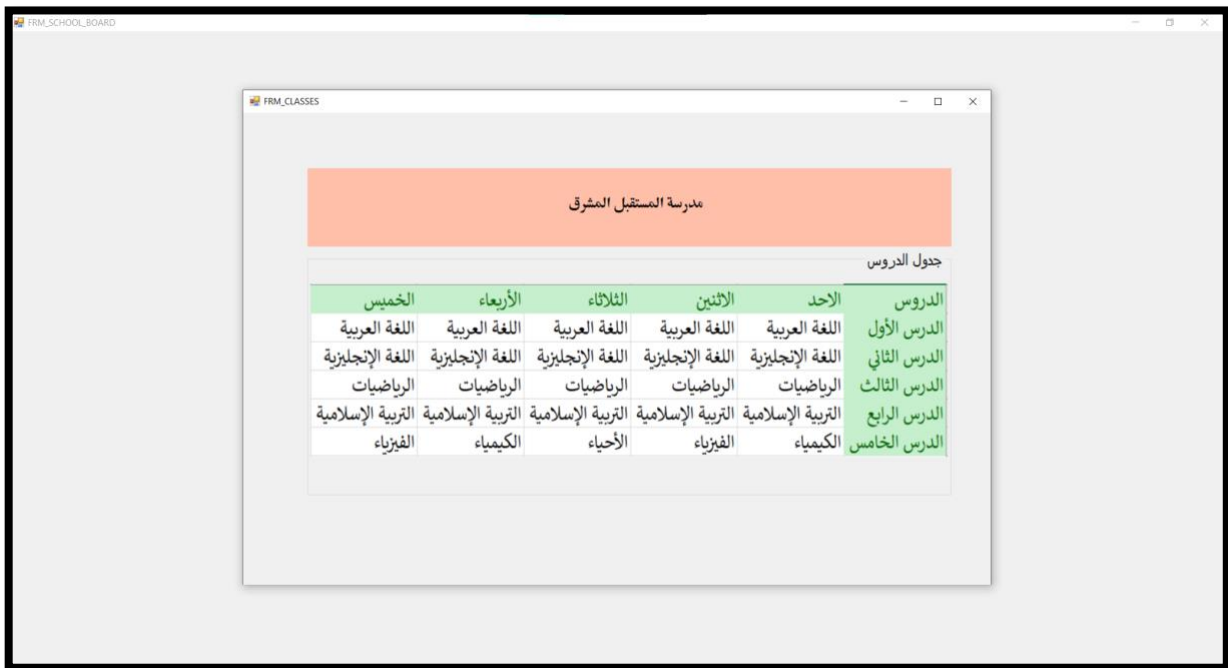 FRM_SCHOOL_BOARD
FRM_CLASSES
مدرسة المستقبل المشرق
جدول الدروس
الدروس الاحد الاثنين الثلاثاء الأربعاء الخميس
الدرس الأول اللغة العربية اللغة العربية اللغة العربية اللغة العربية اللغة العربية
الدرس الثاني اللغة الإنجليزية اللغة الإنجليزية اللغة الإنجليزية اللغة الإنجليزية اللغة الإنجليزية
الدرس الثالث الرياضيات الرياضيات الرياضيات الرياضيات الرياضيات
الدرس الرابع التربية الإسلامية التربية الإسلامية التربية الإسلامية التربية الإسلامية التربية الإسلامية
الدرس الخامس الكيمياء الفيزياء الأحياء الكيمياء الفيزياء